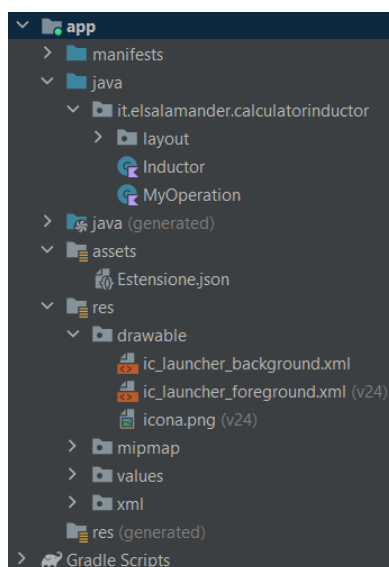 app
manifests
java
it.elsalamander.calculatorinductor
layout
Inductor
MyOperation
java (generated)
assets
Estensione.json
res
drawable
ic_launcher_background.xml
ic_launcher_foreground.xml (v24)
icona.png (v24)
mipmap
values
xml
res (generated)
Gradle Scripts